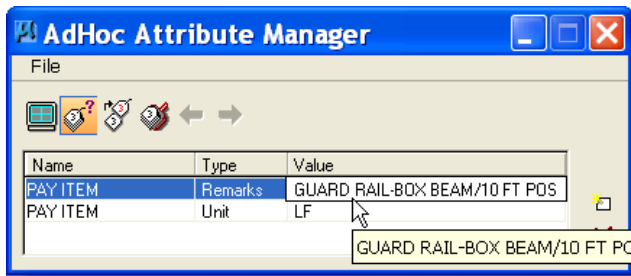 AdHoc Attribute Manager
File
Name Type Value
PAY ITEM Remarks GUARD RAIL-BOX BEAM/10 FT POS
PAY ITEM Unit LF
GUARD RAIL-BOX BEAM/10 FT PO